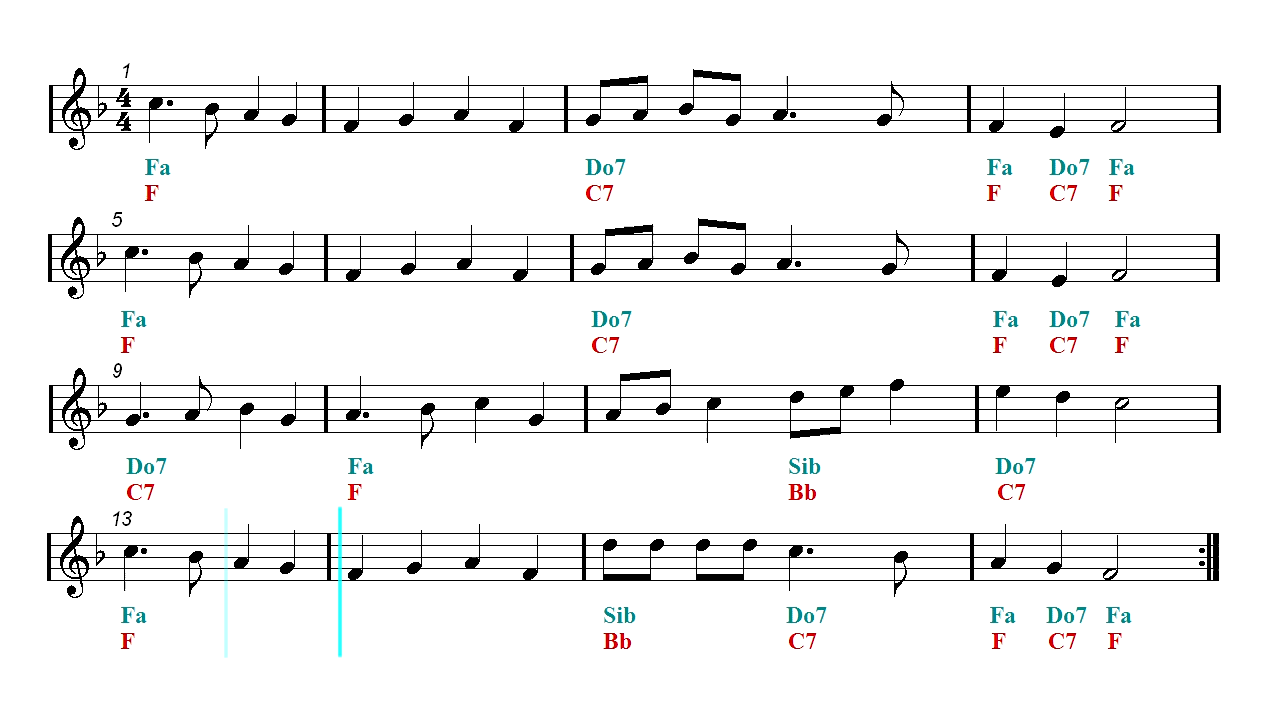 1
4
4
Fa Do7 Fa Do7 Fa
F C7 F C7 F
5
Fa Do7 Fa Do7 Fa
F C7 F C7 F
9
Do7 Fa Sib Do7
C7 F Bb C7
13
Fa Sib Do7 Fa Do7 Fa
F Bb C7 F C7 F